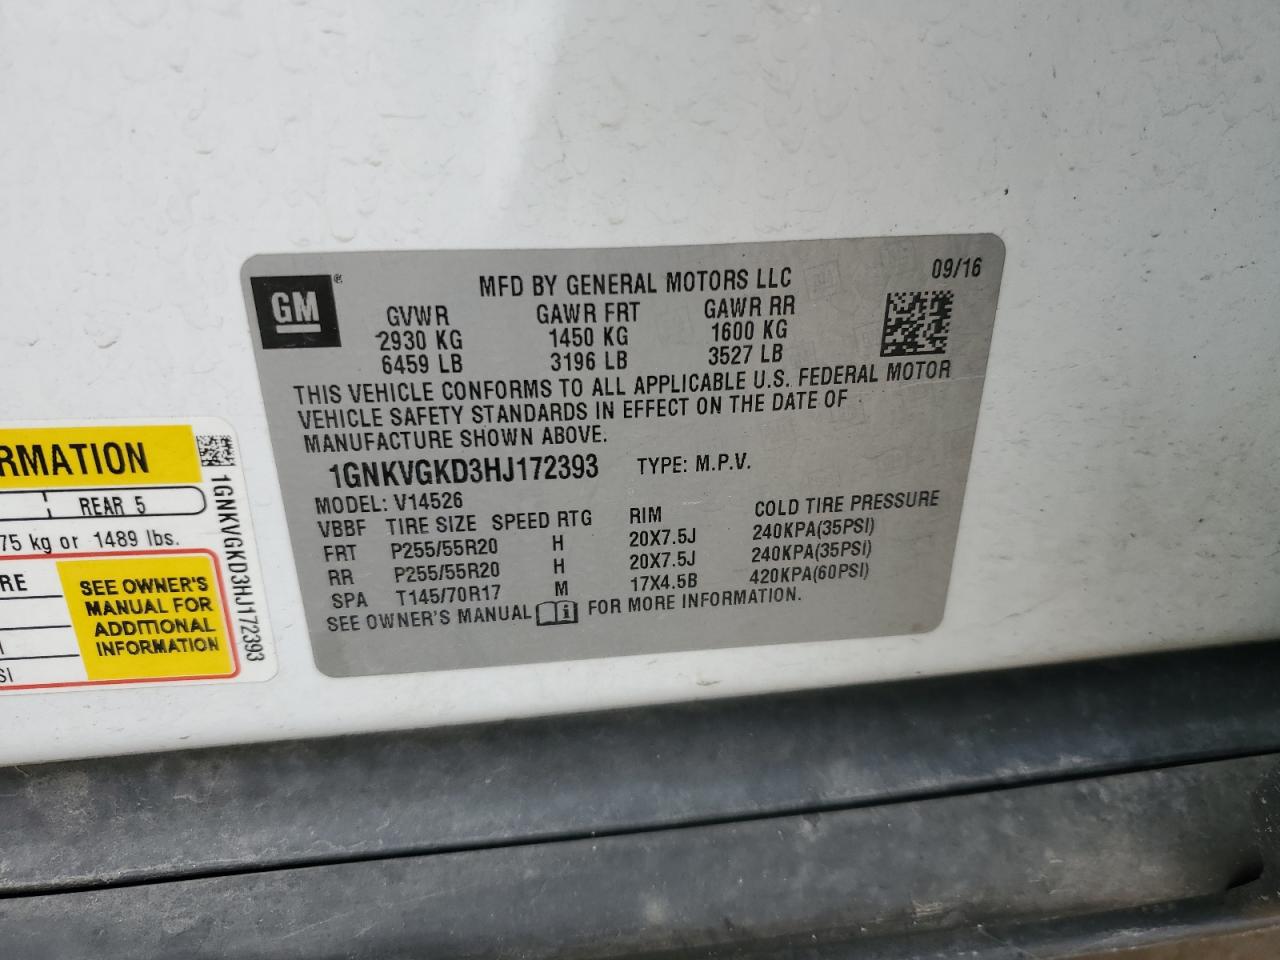 GM®
MFD BY GENERAL MOTORS LLC
09/16
GVWR GAWR FRT GAWR RR
2930 KG 1450 KG 1600 KG
6459 LB 3196 LB 3527 LB
THIS VEHICLE CONFORMS TO ALL APPLICABLE U.S. FEDERAL MOTOR
VEHICLE SAFETY STANDARDS IN EFFECT ON THE DATE OF
MANUFACTURE SHOWN ABOVE.
1GNKVGKD3HJ172393 TYPE: M.P.V.
MODEL: V14526
VBBF TIRE SIZE SPEED RTG RIM COLD TIRE PRESSURE
FRT P255/55R20 H 20X7.5J 240KPA(35PSI)
RR P255/55R20 H 20X7.5J 240KPA(35PSI)
SPA T145/70R17 M 17X4.5B 420KPA(60PSI)
SEE OWNER'S MANUAL FOR MORE INFORMATION.
RMATION
REAR 5
75 kg or 1489 lbs.
RE
SI
SEE OWNER'S
MANUAL FOR
ADDITIONAL
INFORMATION
1GNKVGKD3HJ172393